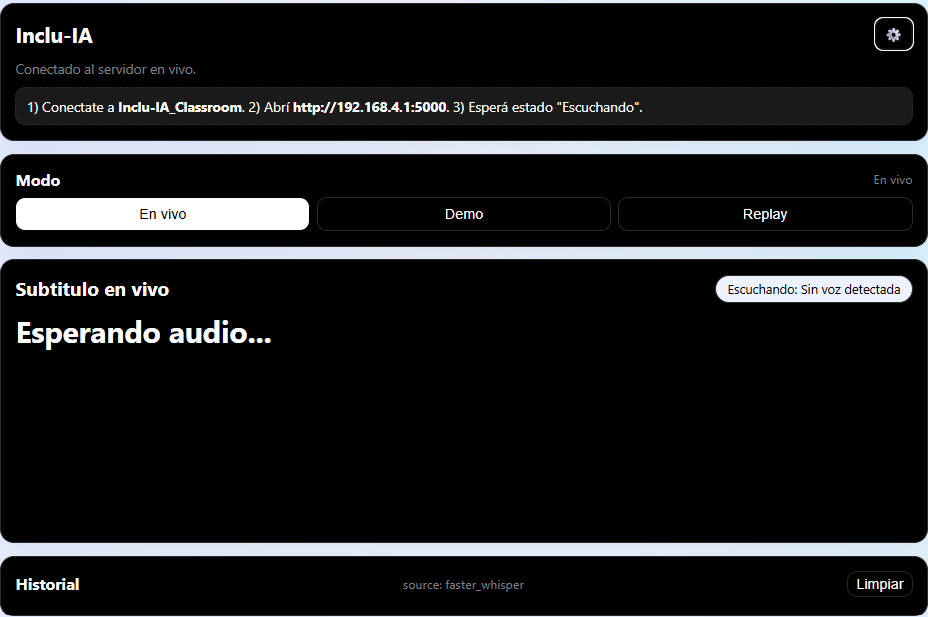 Inclu-IA
Conectado al servidor en vivo.
1) Conectate a Inclu-IA_Classroom. 2) Abrí http://192.168.4.1:5000. 3) Esperá estado "Escuchando".
Modo
En vivo
En vivo
Demo
Replay
Subtitulo en vivo
Escuchando: Sin voz detectada
Esperando audio...
Historial
source: faster_whisper
Limpiar